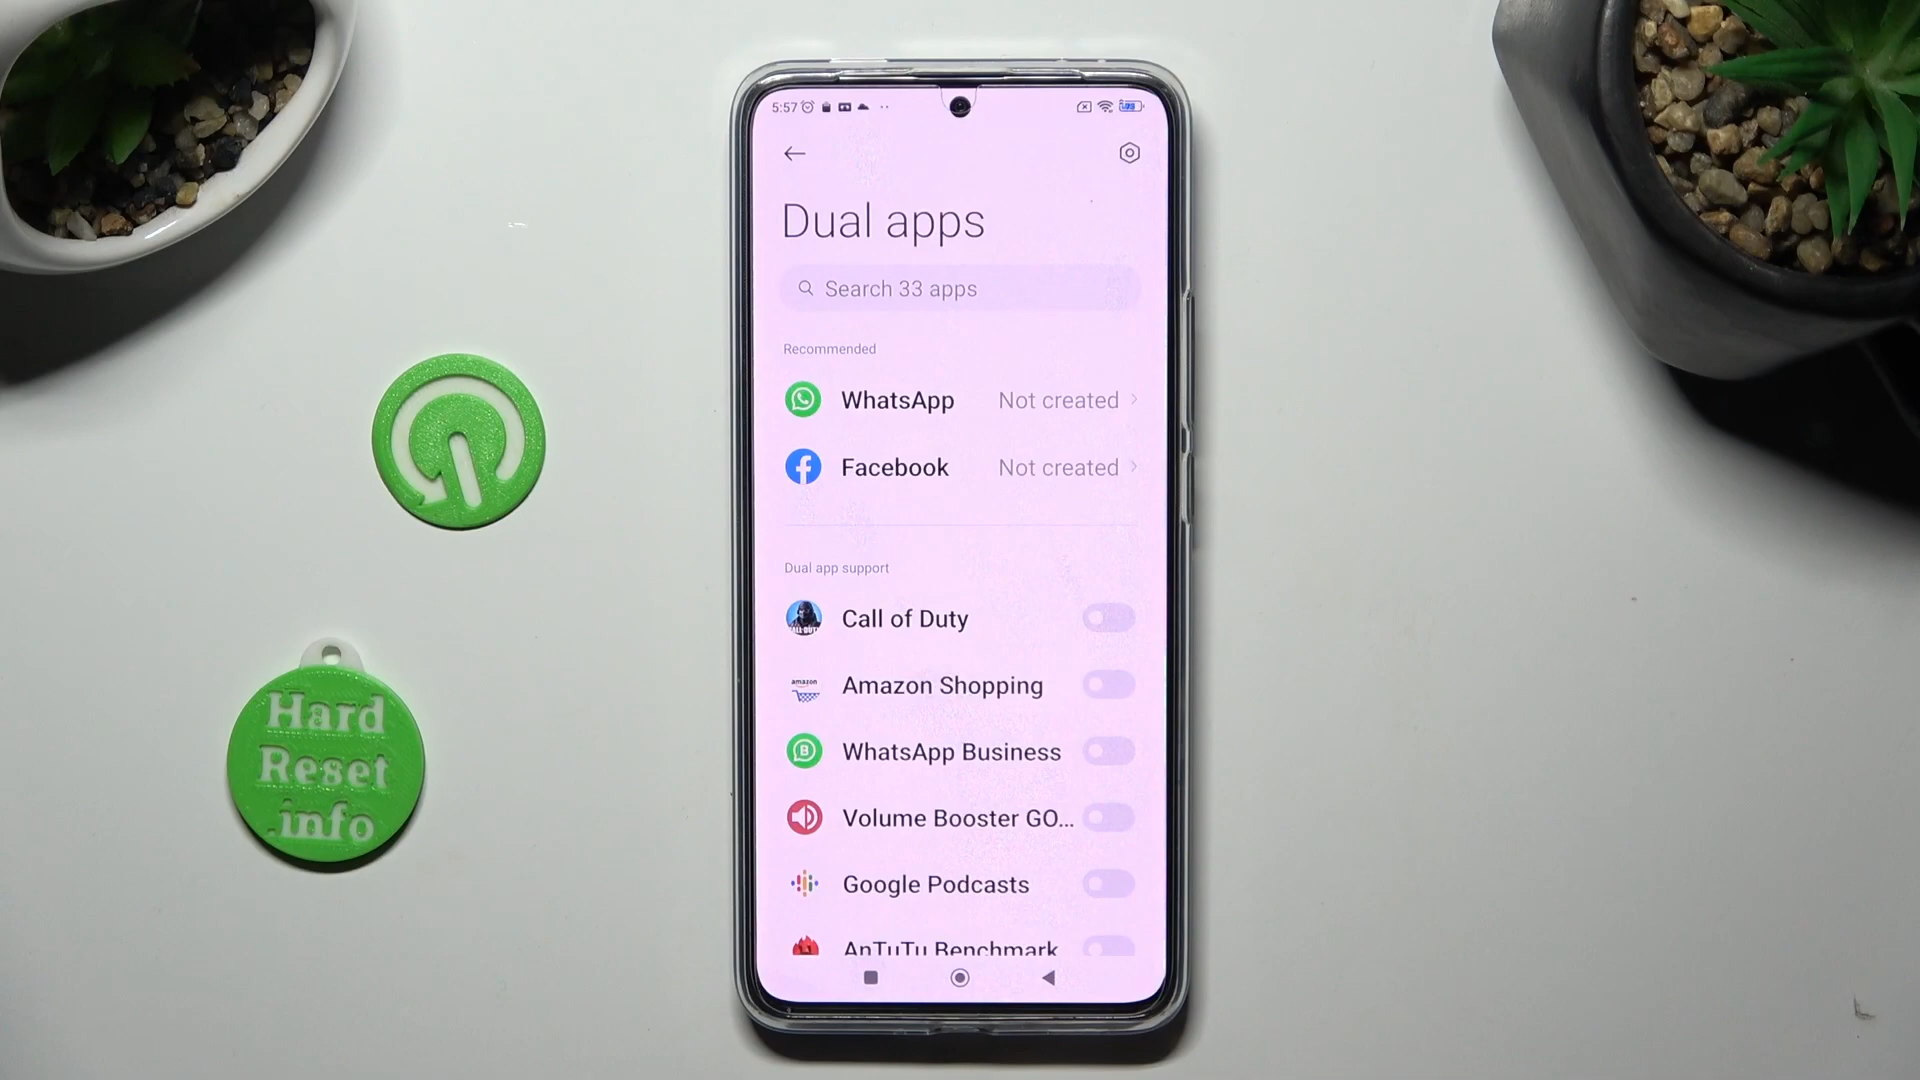 5:57
Dual apps
Search 33 apps
Recommended
WhatsApp Not created
Facebook Not created
Dual app support
Call of Duty
amazon
Amazon Shopping
WhatsApp Business
Volume Booster GO...
Google Podcasts
AnTuTu Benchmark
Hard
Reset
.info